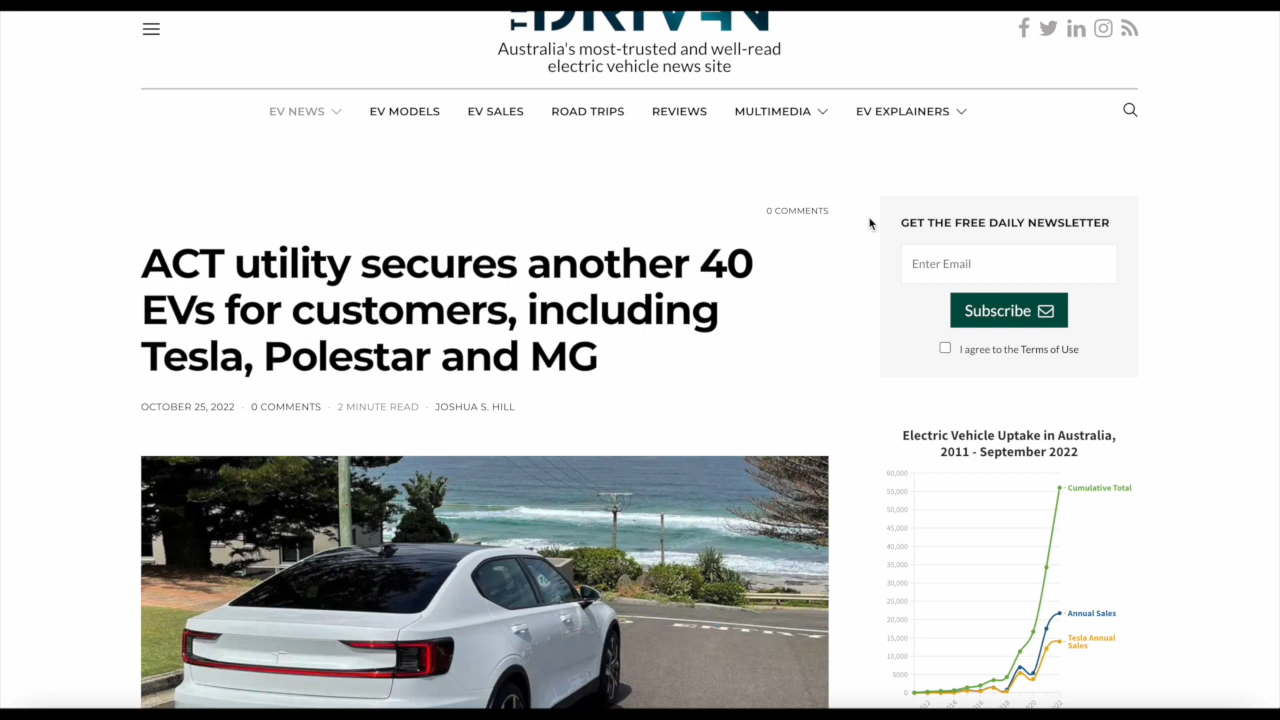 THE DRIVEN
Australia's most-trusted and well-read
electric vehicle news site
EV NEWS
EV MODELS
EV SALES
ROAD TRIPS
REVIEWS
MULTIMEDIA
EV EXPLAINERS
0 COMMENTS
ACT utility secures another 40
EVs for customers, including
Tesla, Polestar and MG
OCTOBER 25, 2022 · 0 COMMENTS · 2 MINUTE READ · JOSHUA S. HILL
GET THE FREE DAILY NEWSLETTER
Enter Email
Subscribe
I agree to the Terms of Use
Electric Vehicle Uptake in Australia,
2011 - September 2022
60,000
55,000
50,000
45,000
40,000
35,000
30,000
25,000
20,000
15,000
10,000
5000
0
Cumulative Total
Annual Sales
Tesla Annual
Sales